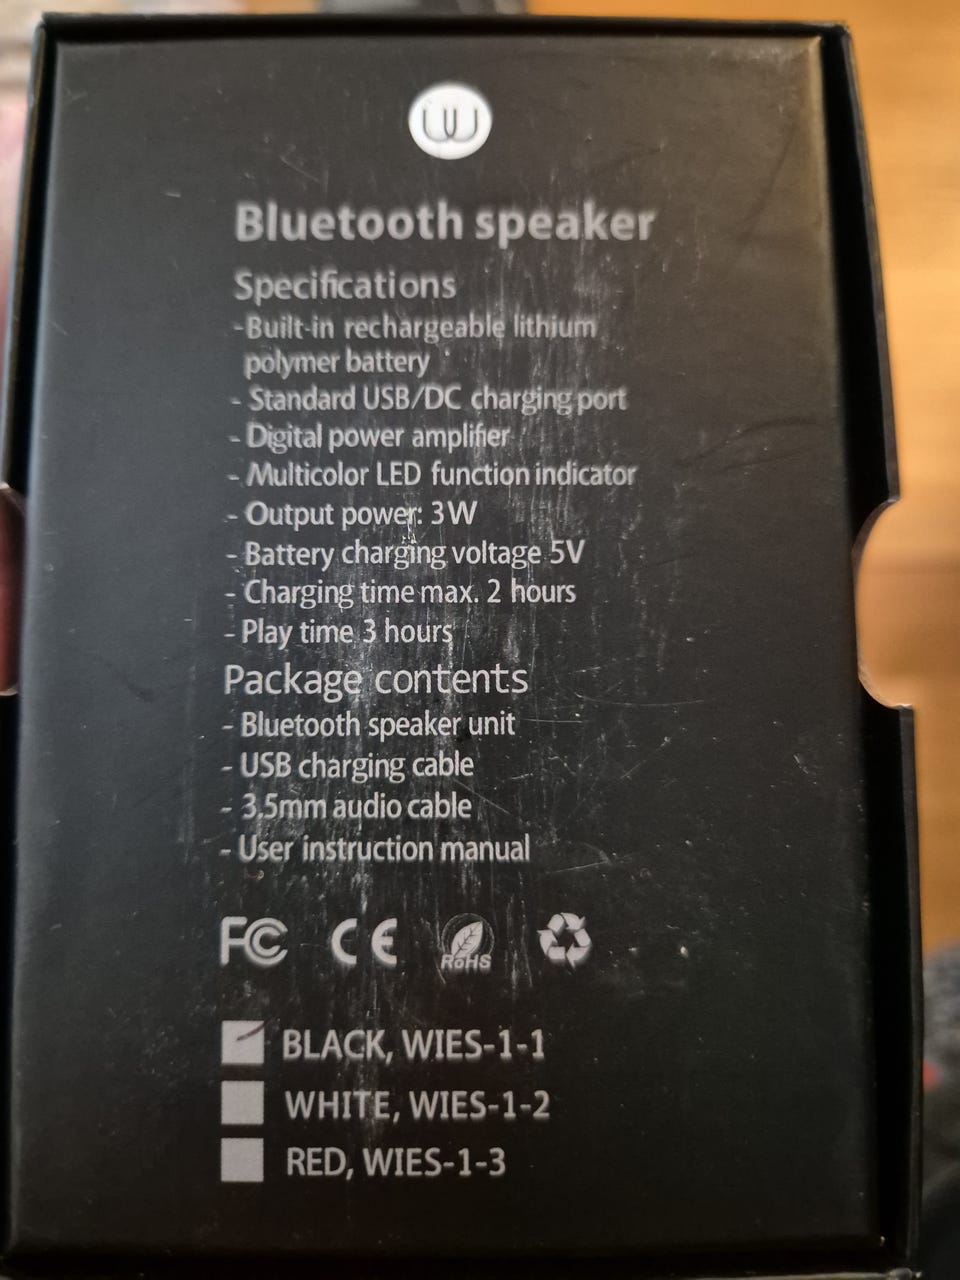 Bluetooth speaker
Specifications
-Built-in rechargeable lithium
polymer battery
- Standard USB/DC charging port
- Digital power amplifier
- Multicolor LED function indicator
- Output power: 3W
- Battery charging voltage 5V
- Charging time max. 2 hours
- Play time 3 hours
Package contents
- Bluetooth speaker unit
- USB charging cable
- 3.5mm audio cable
- User instruction manual
FC CE RoHS
BLACK, WIES-1-1
WHITE, WIES-1-2
RED, WIES-1-3